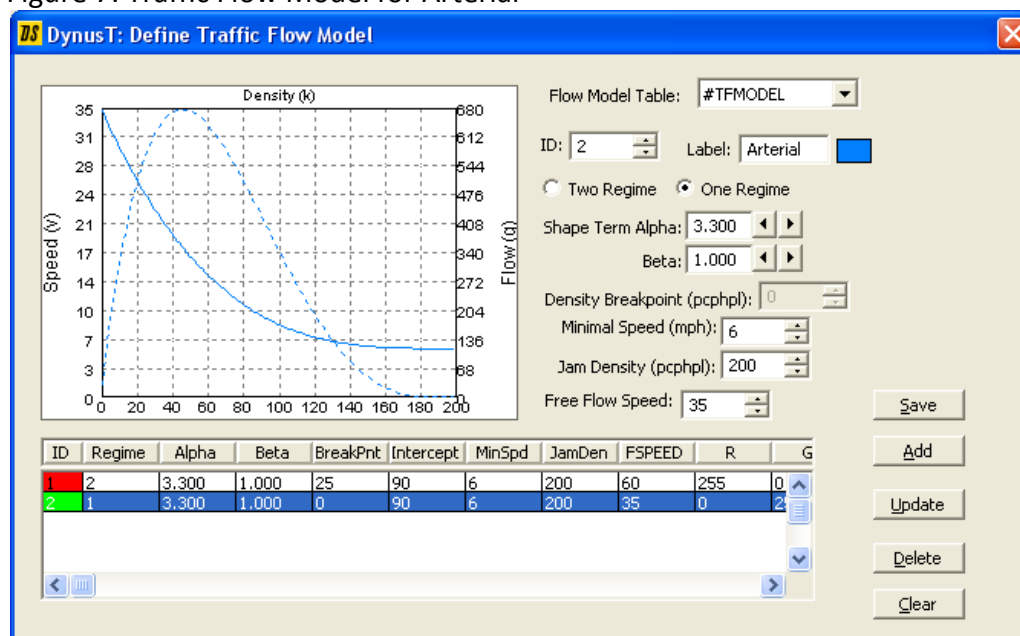 DS DynusT: Define Traffic Flow Model
Density (k)
35
31
28
24
21
17
14
10
7
3
0
Speed (v)
680
612
544
476
408
340
272
204
136
68
0
Flow (q)
0 20 40 60 80 100 120 140 160 180 200
Flow Model Table: #TFMODEL
ID: 2 Label: Arterial
Two Regime One Regime
Shape Term Alpha: 3.300
Beta: 1.000
Density Breakpoint (pcphpl): 0
Minimal Speed (mph): 6
Jam Density (pcphpl): 200
Free Flow Speed: 35
Save
Add
Update
Delete
Clear
ID Regime Alpha Beta BreakPnt Intercept MinSpd JamDen FSPEED R G
1 2 3.300 1.000 25 90 6 200 60 255 0
2 1 3.300 1.000 0 90 6 200 35 0